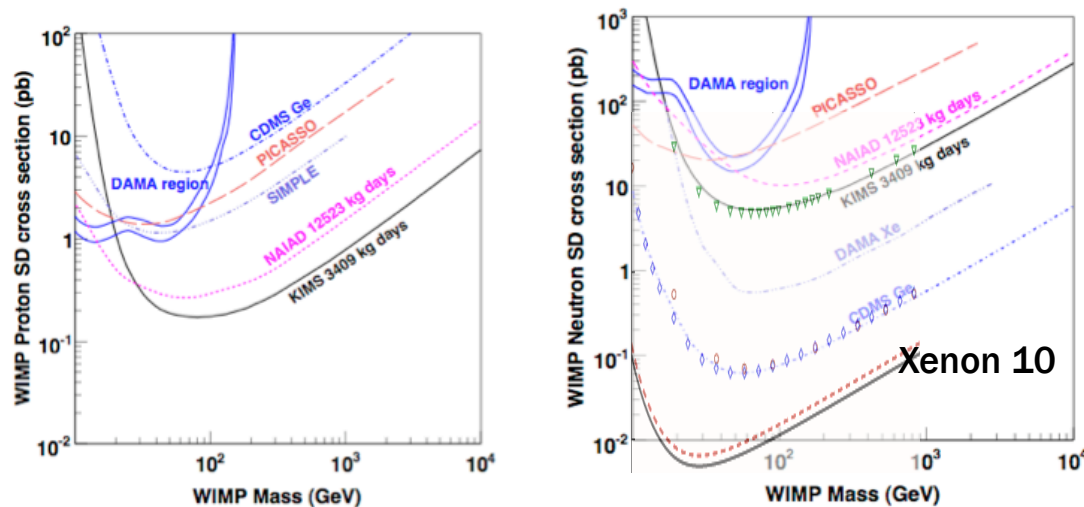 WIMP Proton SD cross section (pb)
10²
10
1
10⁻¹
10⁻²
CDMS Ge
PICASSO
DAMA region
SIMPLE
NAIAD 12523 kg days
KIMS 3409 kg days
10²
10³
10⁴
WIMP Mass (GeV)
WIMP Neutron SD cross section (pb)
10³
10²
10
1
10⁻¹
10⁻²
DAMA region
PICASSO
NAIAD 12523 kg days
KIMS 3409 kg days
DAMA Xe
CDMS Ge
Xenon 10
10²
10³
10⁴
WIMP Mass (GeV)